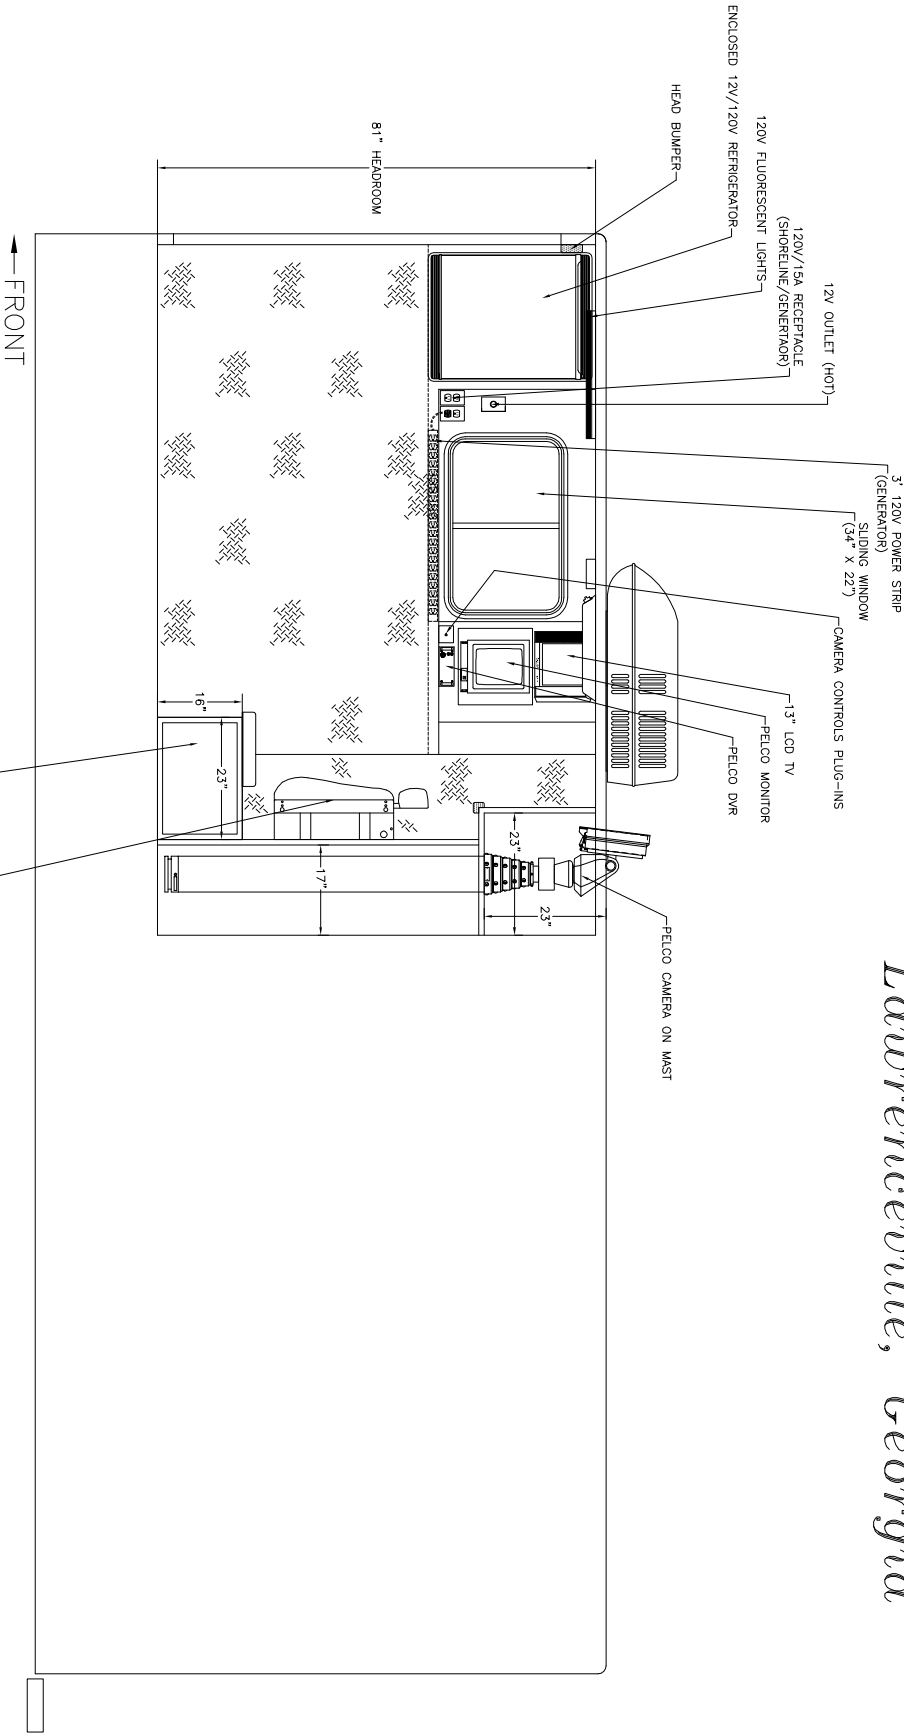 Lawrenceville, Georgia
3' 120V POWER STRIP
(GENERATOR)
SLIDING WINDOW
(34" X 22")
CAMERA CONTROLS PLUG-INS
12V OUTLET (HOT)
120V/15A RECEPTACLE
(SHORELINE/GENERTAOR)
13" LCD TV
120V FLUORESCENT LIGHTS
PELCO MONITOR
ENCLOSED 12V/120V REFRIGERATOR
PELCO DVR
HEAD BUMPER
PELCO CAMERA ON MAST
81" HEADROOM
23"
23"
17"
23"
16"
FRONT